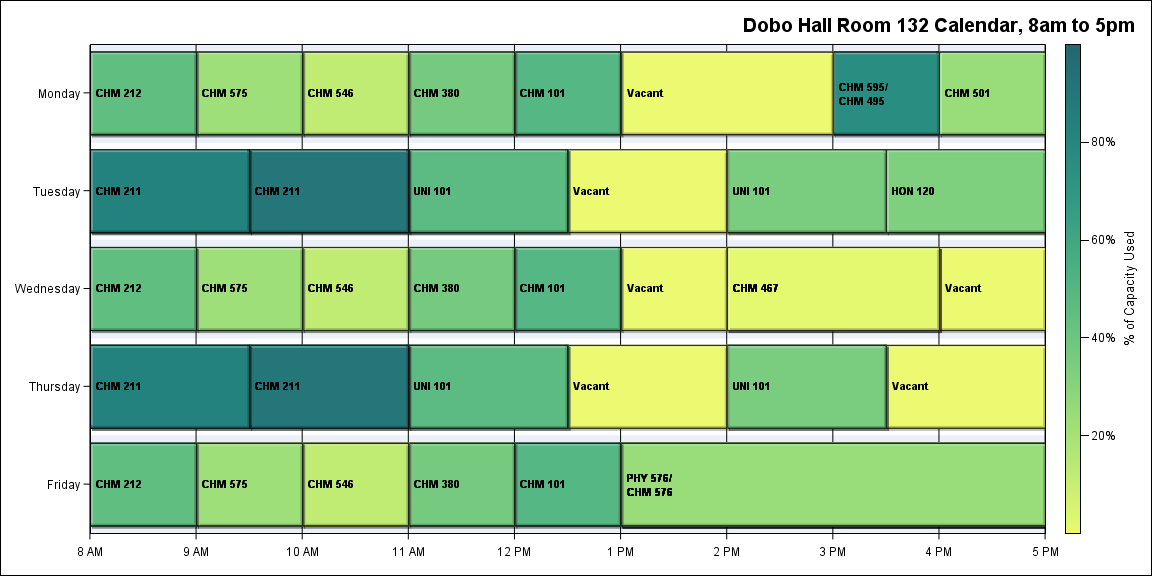 Dobo Hall Room 132 Calendar, 8am to 5pm
Monday
CHM 212
CHM 575
CHM 546
CHM 380
CHM 101
Vacant
CHM 595/
CHM 495
CHM 501
Tuesday
CHM 211
CHM 211
UNI 101
Vacant
UNI 101
HON 120
Wednesday
CHM 212
CHM 575
CHM 546
CHM 380
CHM 101
Vacant
CHM 467
Vacant
Thursday
CHM 211
CHM 211
UNI 101
Vacant
UNI 101
Vacant
Friday
CHM 212
CHM 575
CHM 546
CHM 380
CHM 101
PHY 576/
CHM 576
8 AM
9 AM
10 AM
11 AM
12 PM
1 PM
2 PM
3 PM
4 PM
5 PM
80%
60%
40%
20%
% of Capacity Used